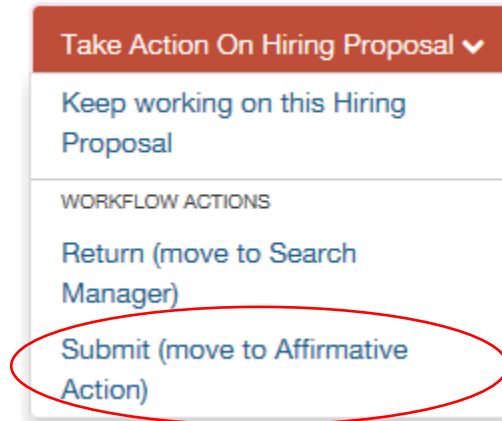 Take Action On Hiring Proposal
Keep working on this Hiring
Proposal
WORKFLOW ACTIONS
Return (move to Search
Manager)
Submit (move to Affirmative
Action)